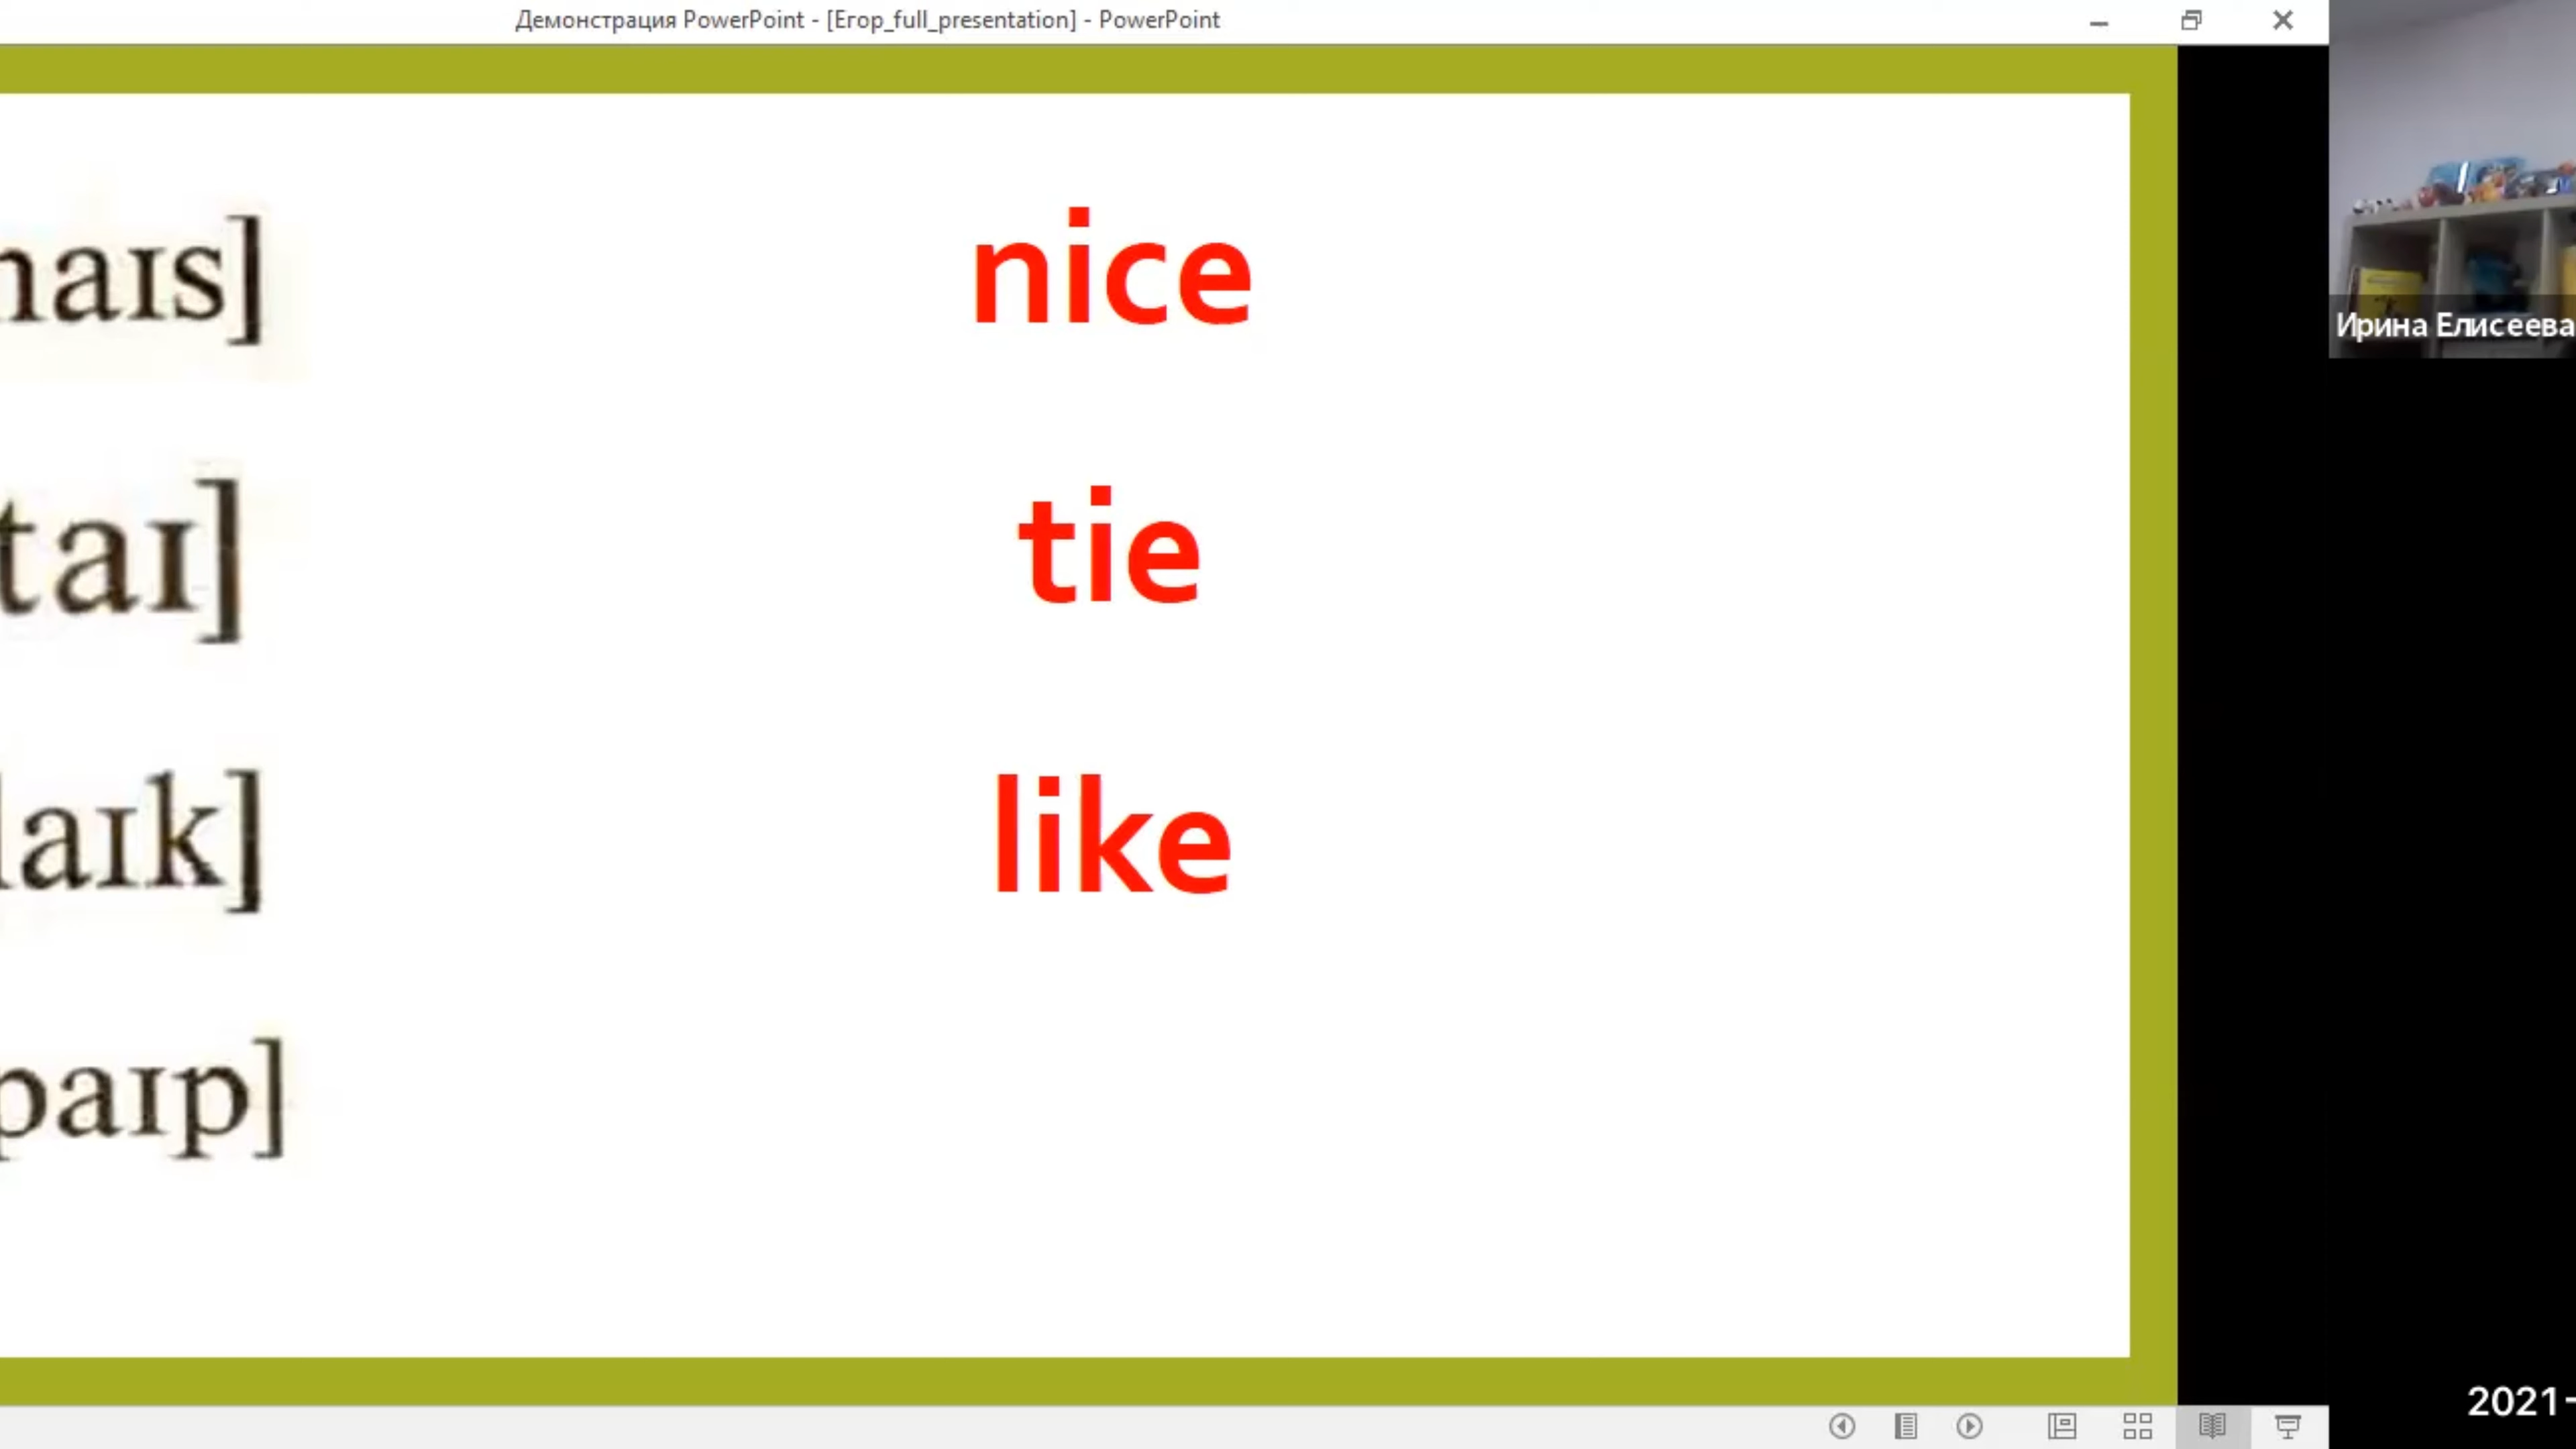 Демонстрация PowerPoint - [Егор_full_presentation] - PowerPoint
naɪs]
nice
Ирина Елисеева
taɪ]
tie
laɪk]
like
paɪp]
2021-